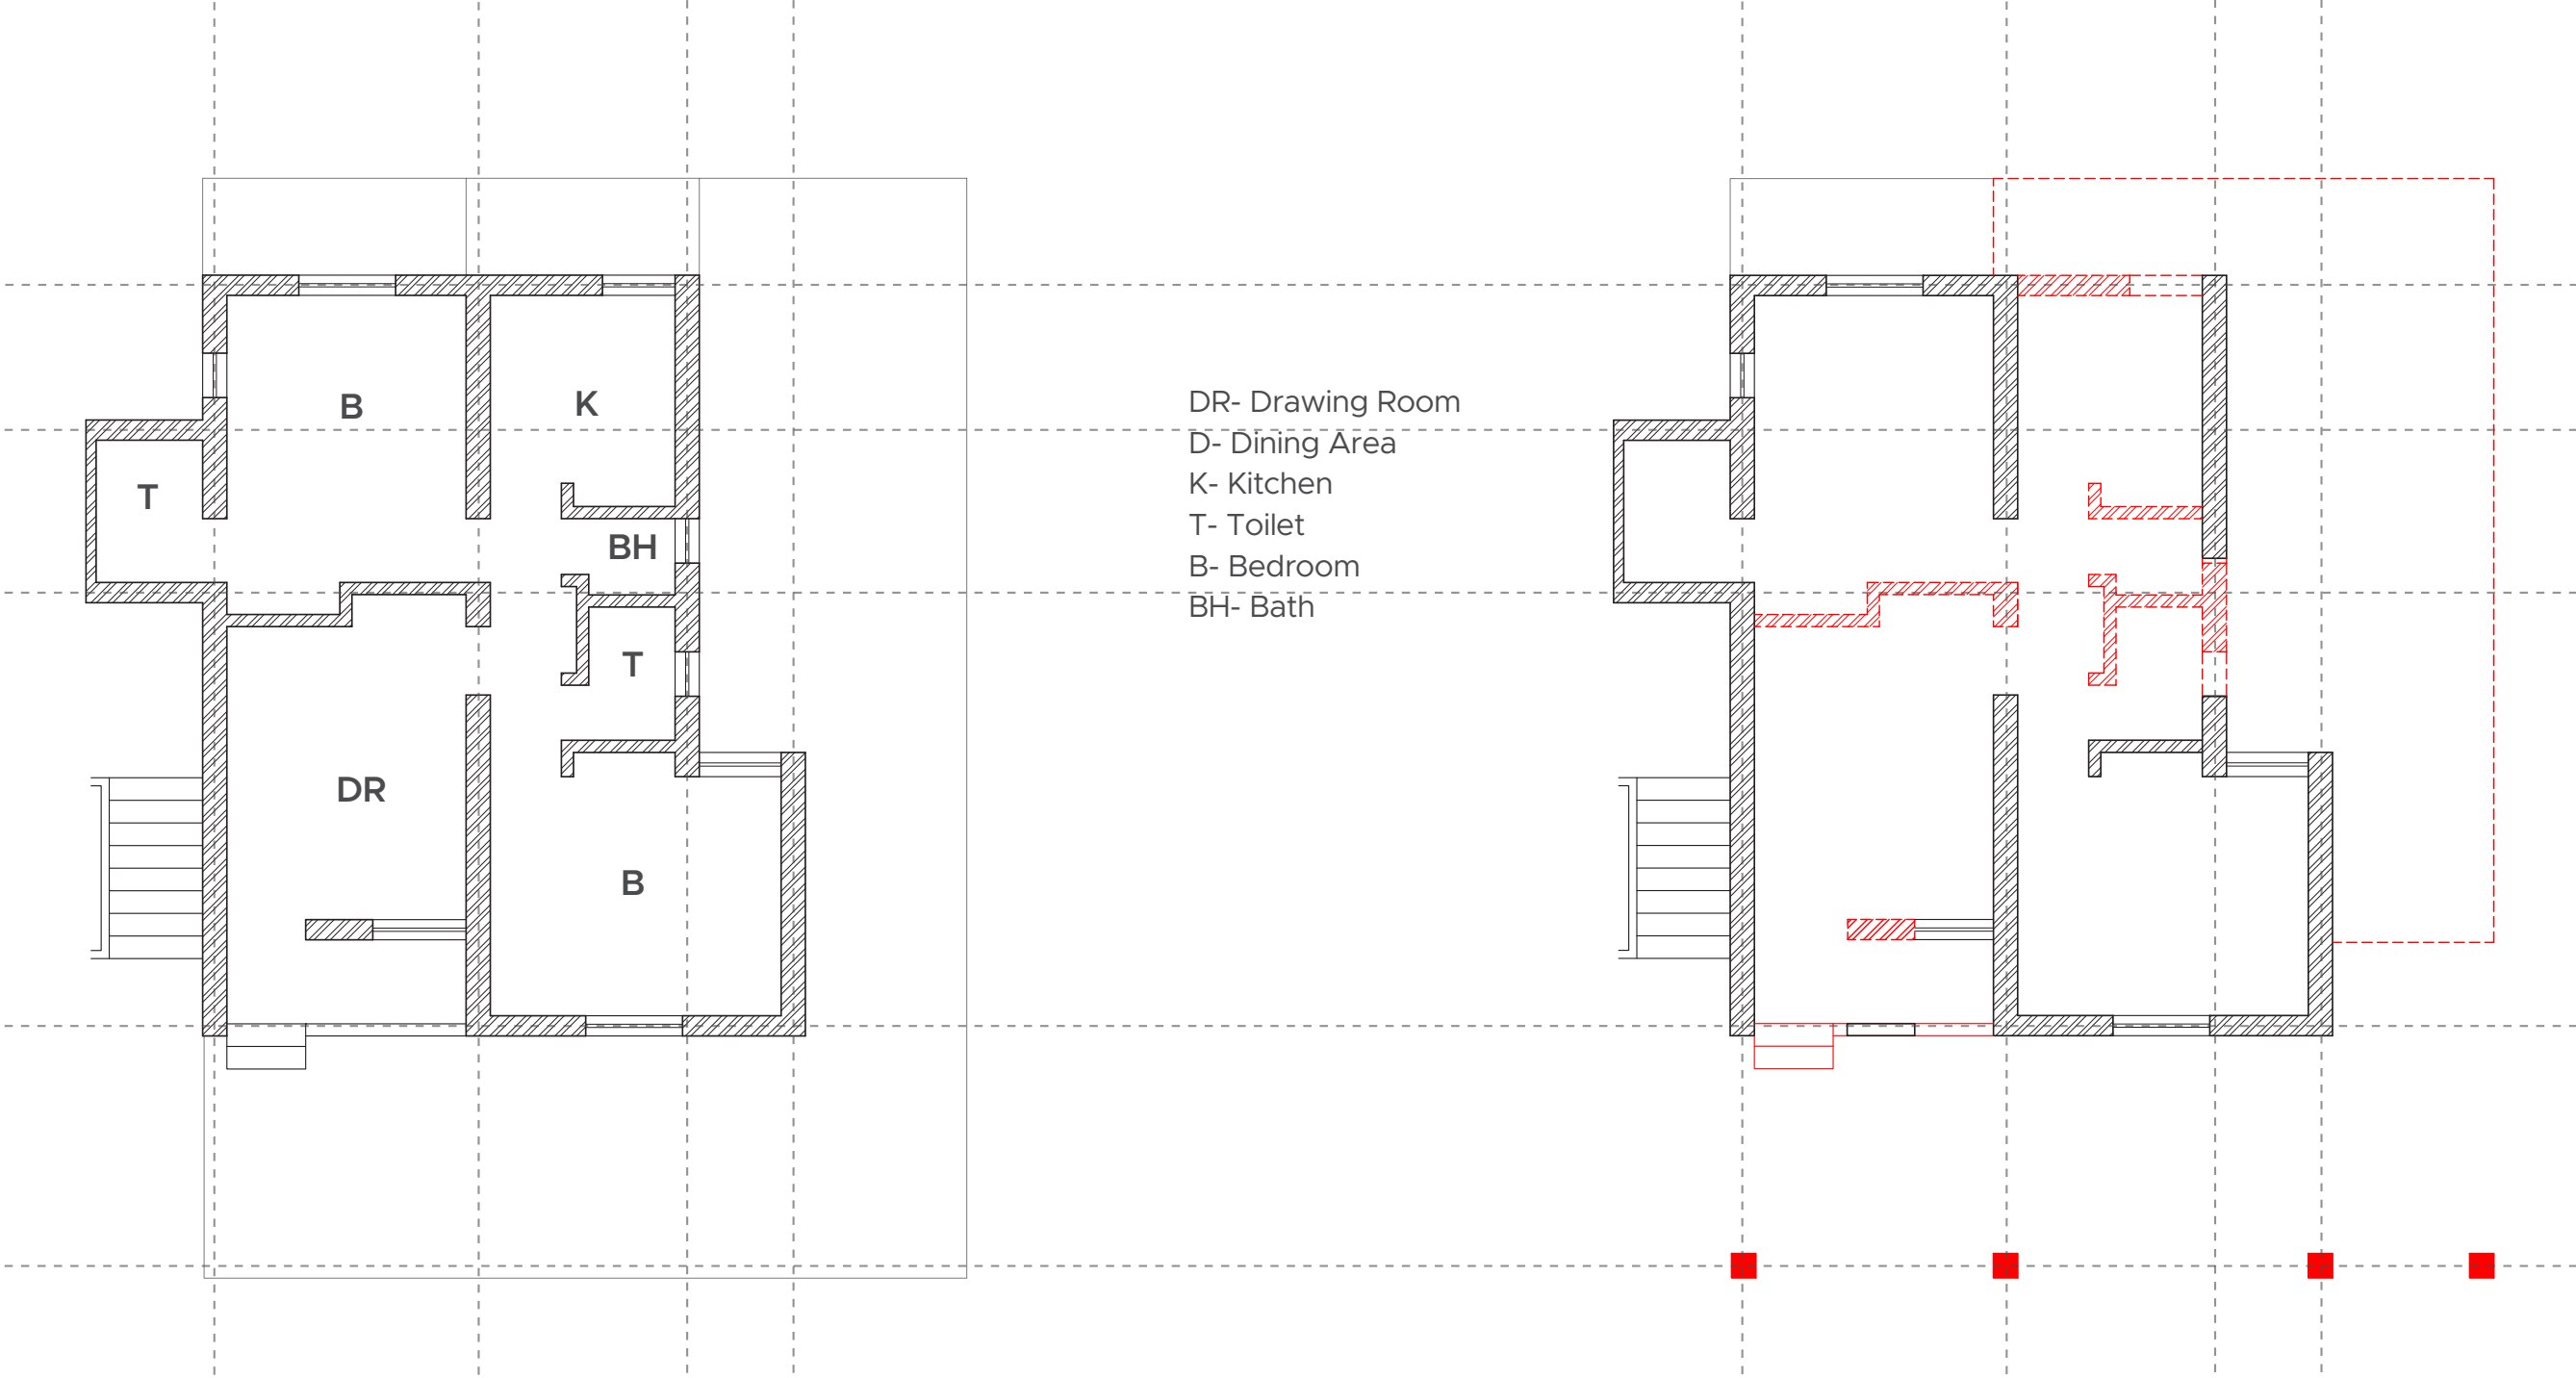 B
K
T
BH
T
DR
B
DR- Drawing Room
D- Dining Area
K- Kitchen
T- Toilet
B- Bedroom
BH- Bath